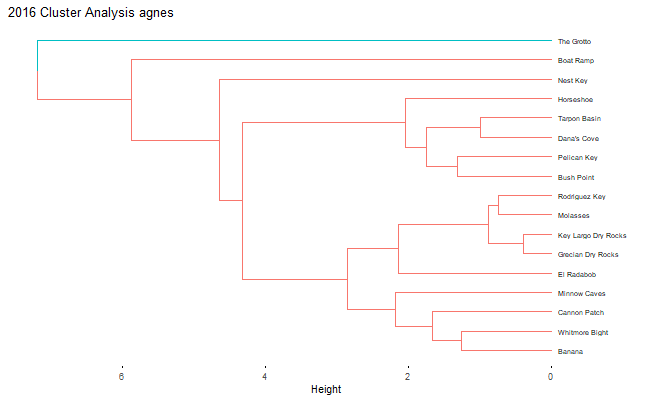 2016 Cluster Analysis agnes
The Grotto
Boat Ramp
Nest Key
Horseshoe
Tarpon Basin
Dana's Cove
Pelican Key
Bush Point
Rodriguez Key
Molasses
Key Largo Dry Rocks
Grecian Dry Rocks
El Radabob
Minnow Caves
Cannon Patch
Whitmore Bight
Banana
6 4 2 0
Height